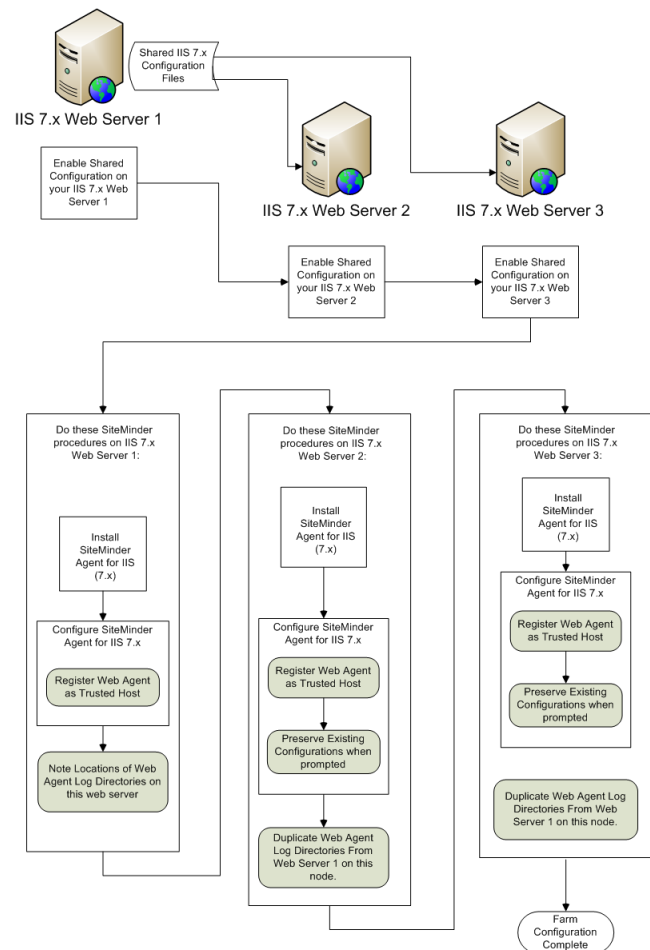 Shared IIS 7.x
Configuration
Files
IIS 7.x Web Server 1
IIS 7.x Web Server 2
IIS 7.x Web Server 3
Enable Shared
Configuration on
your IIS 7.x Web
Server 1
Enable Shared
Configuration on
your IIS 7.x Web
Server 2
Enable Shared
Configuration on
your IIS 7.x Web
Server 3
Do these SiteMinder
procedures on IIS 7.x
Web Server 1:
Install
SiteMinder
Agent for IIS
(7.x)
Configure SiteMinder
Agent for IIS 7.x
Register Web Agent
as Trusted Host
Note Locations of Web
Agent Log Directories on
this web server
Do these SiteMinder
procedures on IIS 7.x
Web Server 2:
Install
SiteMinder
Agent for IIS
(7.x)
Configure SiteMinder
Agent for IIS 7.x
Register Web Agent
as Trusted Host
Preserve Existing
Configurations when
prompted
Duplicate Web Agent
Log Directories From
Web Server 1 on this
node.
Do these SiteMinder
procedures on IIS 7.x
Web Server 3:
Install
SiteMinder
Agent for IIS
(7.x)
Configure SiteMinder
Agent for IIS 7.x
Register Web Agent
as Trusted Host
Preserve Existing
Configurations when
prompted
Duplicate Web Agent Log
Directories From Web
Server 1 on this node.
Farm
Configuration
Complete